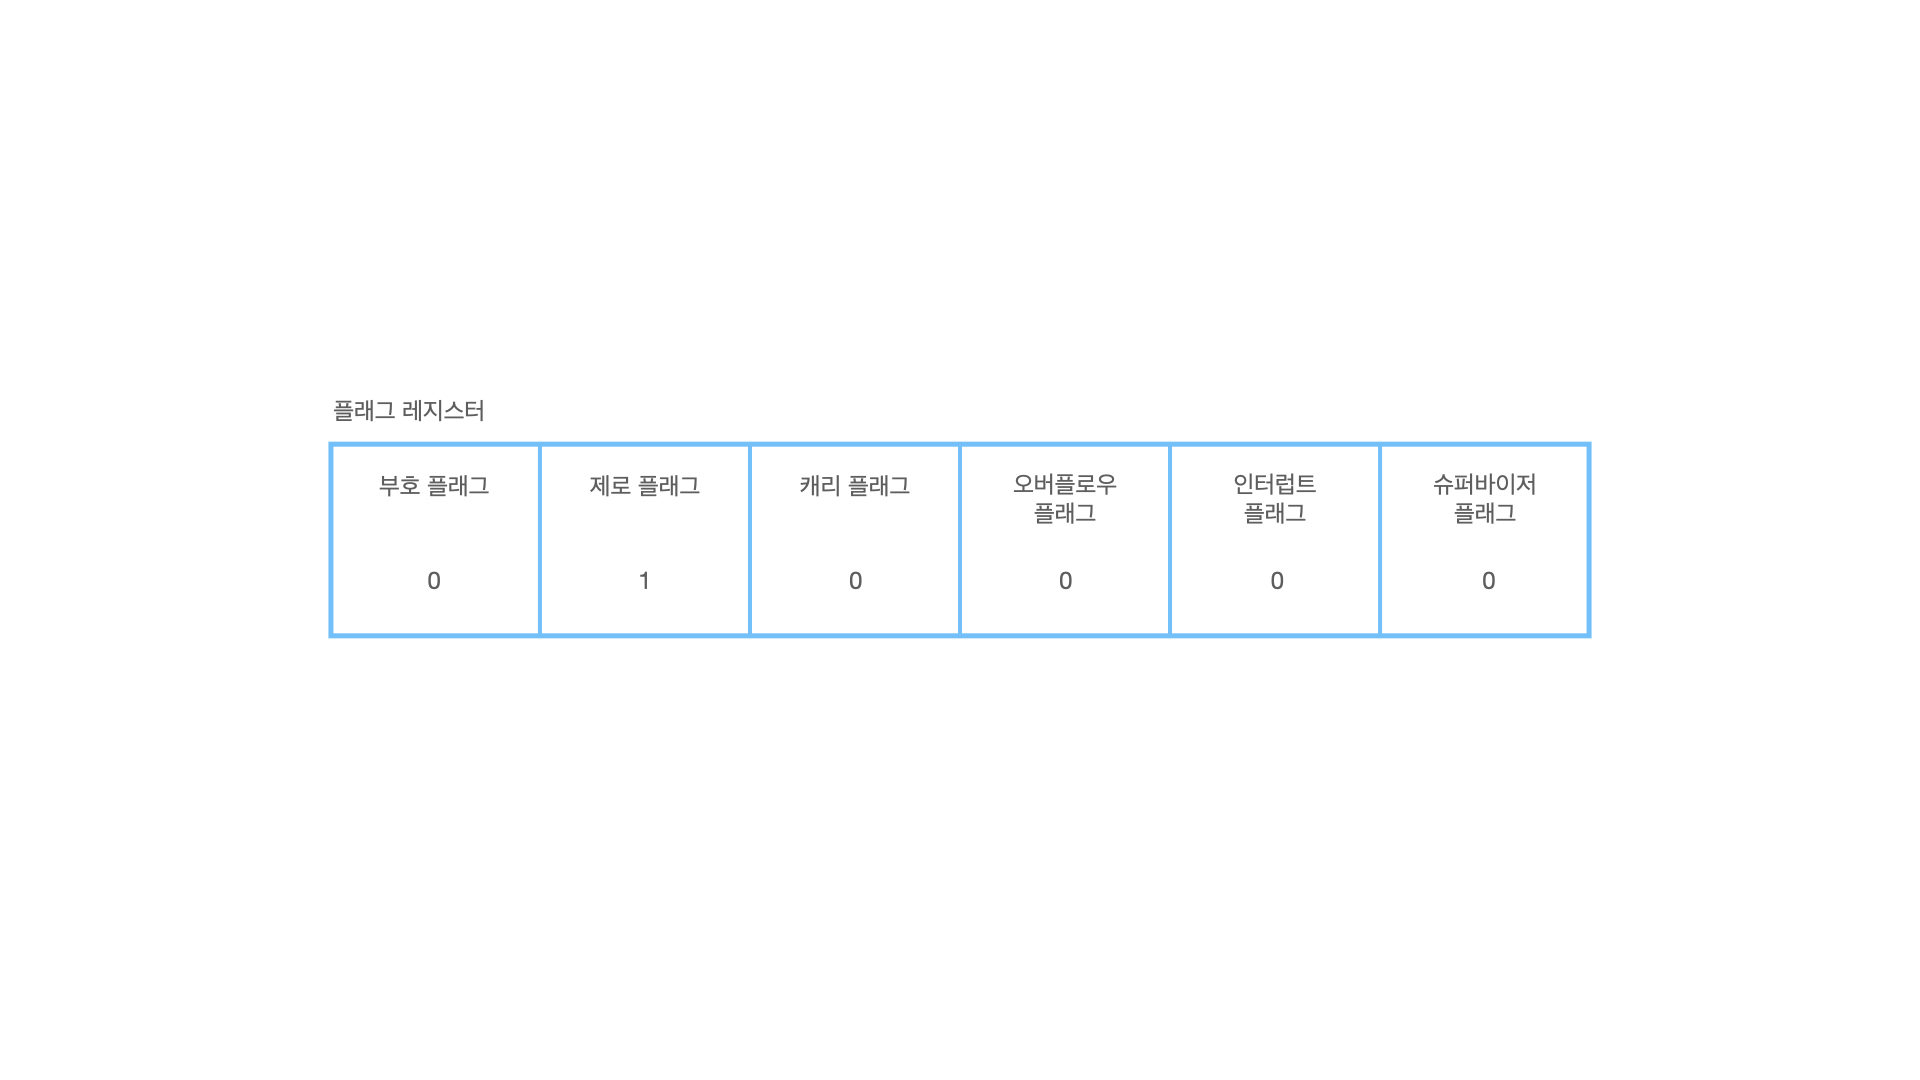 플래그 레지스터
부호 플래그
제로 플래그
캐리 플래그
오버플로우
플래그
인터럽트
플래그
슈퍼바이저
플래그
0
1
0
0
0
0